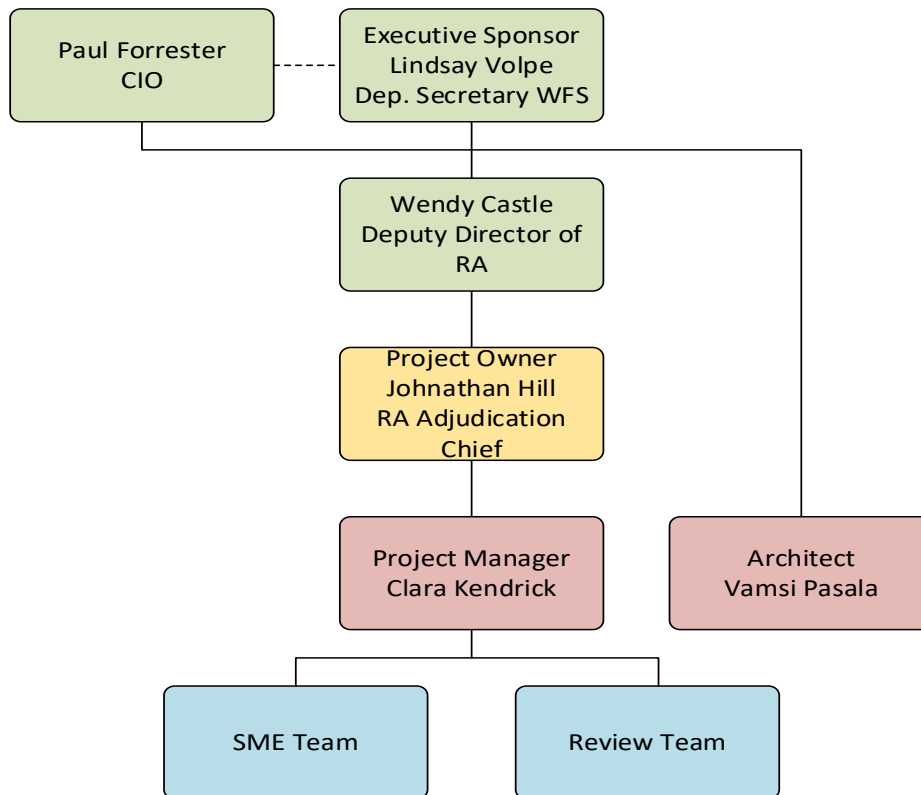 Paul Forrester
CIO
Executive Sponsor
Lindsay Volpe
Dep. Secretary WFS
Wendy Castle
Deputy Director of
RA
Project Owner
Johnathan Hill
RA Adjudication
Chief
Project Manager
Clara Kendrick
Architect
Vamsi Pasala
SME Team
Review Team